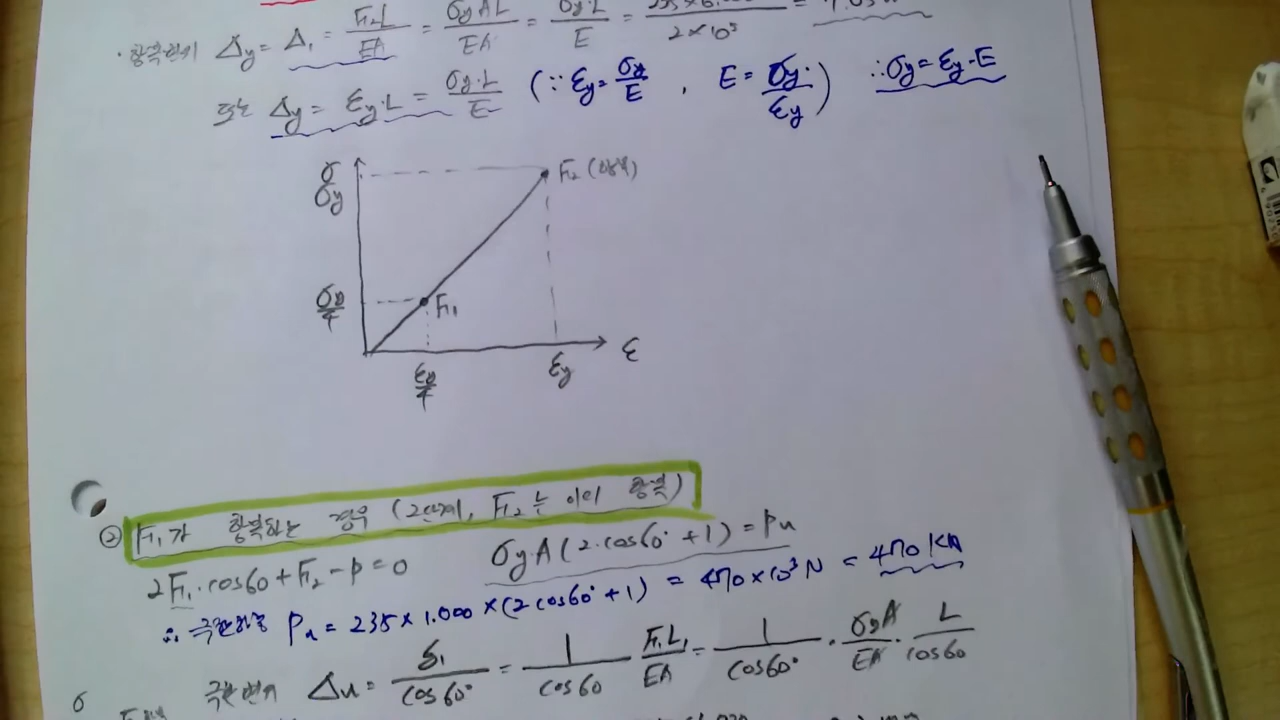 · 항복변위 Δy = Δ₁ = F₂L/EA = σyAL/EA = σy·L/E = / 2×10⁵ =
또는 Δy = εy·L = σy·L/E (∵ εy = σy/E , E = σy/εy) ∴ σy = εy·E
σ
σy
F₂ (항복)
σy/4
F₁
εy/4
εy
ε
② F₁가 항복하는 경우 (2단계, F₂는 이미 항복)
2F₁·cos60 + F₂ - P = 0
σy A (2·cos60° + 1) = Pu
∴ 극한하중 Pu = 235 × 1.000 × (2cos60° + 1) = 470×10³ N = 470 KN
극한변위 Δu = δ₁/cos60° = 1/cos60 F₁L₁/EA = 1/cos60° · σyA/EA · L/cos60